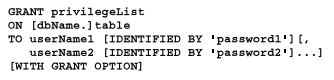 GRANT privilegeList
ON [dbName.]table
TO userName1 [IDENTIFIED BY 'password1'][,
   userName2 [IDENTIFIED BY 'password2']...]
[WITH GRANT OPTION]